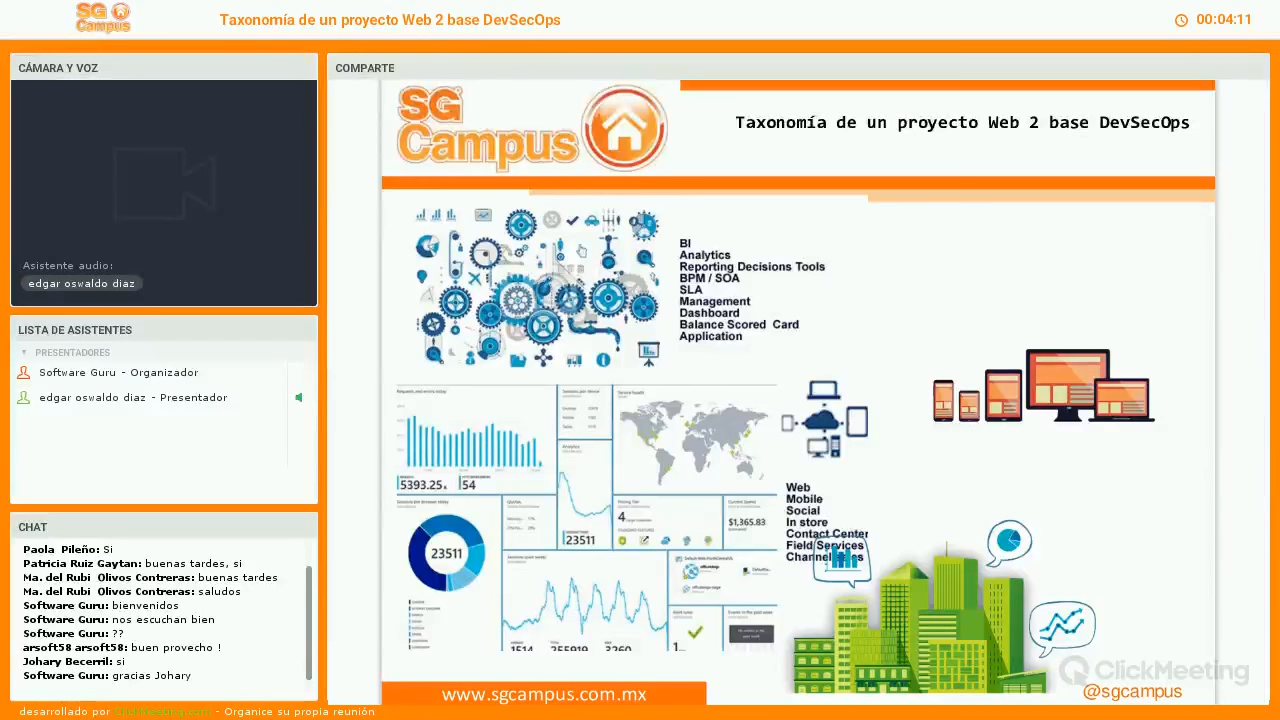 SG
Campus
Taxonomía de un proyecto Web 2 base DevSecOps
00:04:11
CÁMARA Y VOZ
Asistente audio:
edgar oswaldo diaz
LISTA DE ASISTENTES
PRESENTADORES
Software Guru - Organizador
edgar oswaldo diaz - Presentador
CHAT
Paola Pileño: Si
Patricia Ruiz Gaytan: buenas tardes, si
Ma. del Rubi Olivos Contreras: buenas tardes
Ma. del Rubi Olivos Contreras: saludos
Software Guru: bienvenidos
Software Guru: nos escuchan bien
Software Guru: ??
arsoft58 arsoft58: buen provecho !
Johary Becerril: si
Software Guru: gracias Johary
COMPARTE
SG
Campus
Taxonomía de un proyecto Web 2 base DevSecOps
BI
Analytics
Reporting Decisions Tools
BPM / SOA
SLA
Management
Dashboard
Balance Scored Card
Application
5393.25
54
23511
4
$1,365.83
23511
1514
255919
3260
Web
Mobile
Social
In store
Contact Center
Field Services
www.sgcampus.com.mx
ClickMeeting
@sgcampus
desarrollado por ClickMeeting.com - Organice su propia reunión